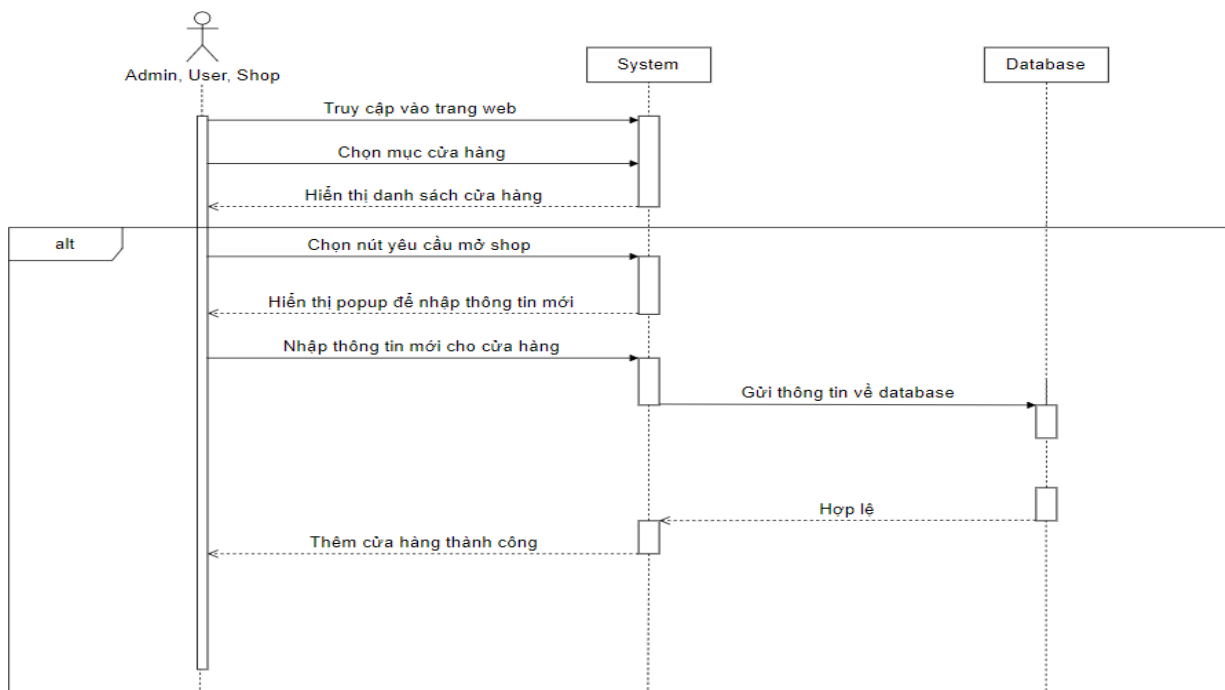 Admin, User, Shop
System
Database
Truy cập vào trang web
Chọn mục cửa hàng
Hiển thị danh sách cửa hàng
alt
Chọn nút yêu cầu mở shop
Hiển thị popup để nhập thông tin mới
Nhập thông tin mới cho cửa hàng
Gửi thông tin về database
Hợp lệ
Thêm cửa hàng thành công